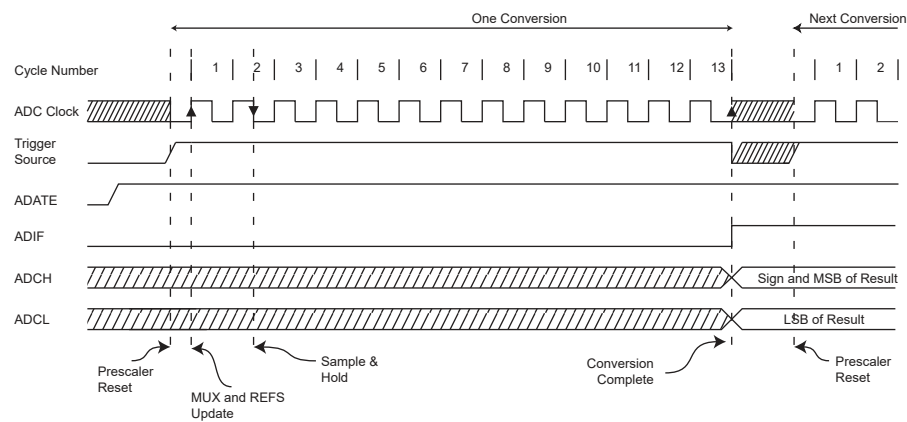 One Conversion
Next Conversion
Cycle Number
1 2 3 4 5 6 7 8 9 10 11 12 13 1 2
ADC Clock
Trigger
Source
ADATE
ADIF
ADCH
Sign and MSB of Result
ADCL
LSB of Result
Prescaler
Reset
MUX and REFS
Update
Sample &
Hold
Conversion
Complete
Prescaler
Reset